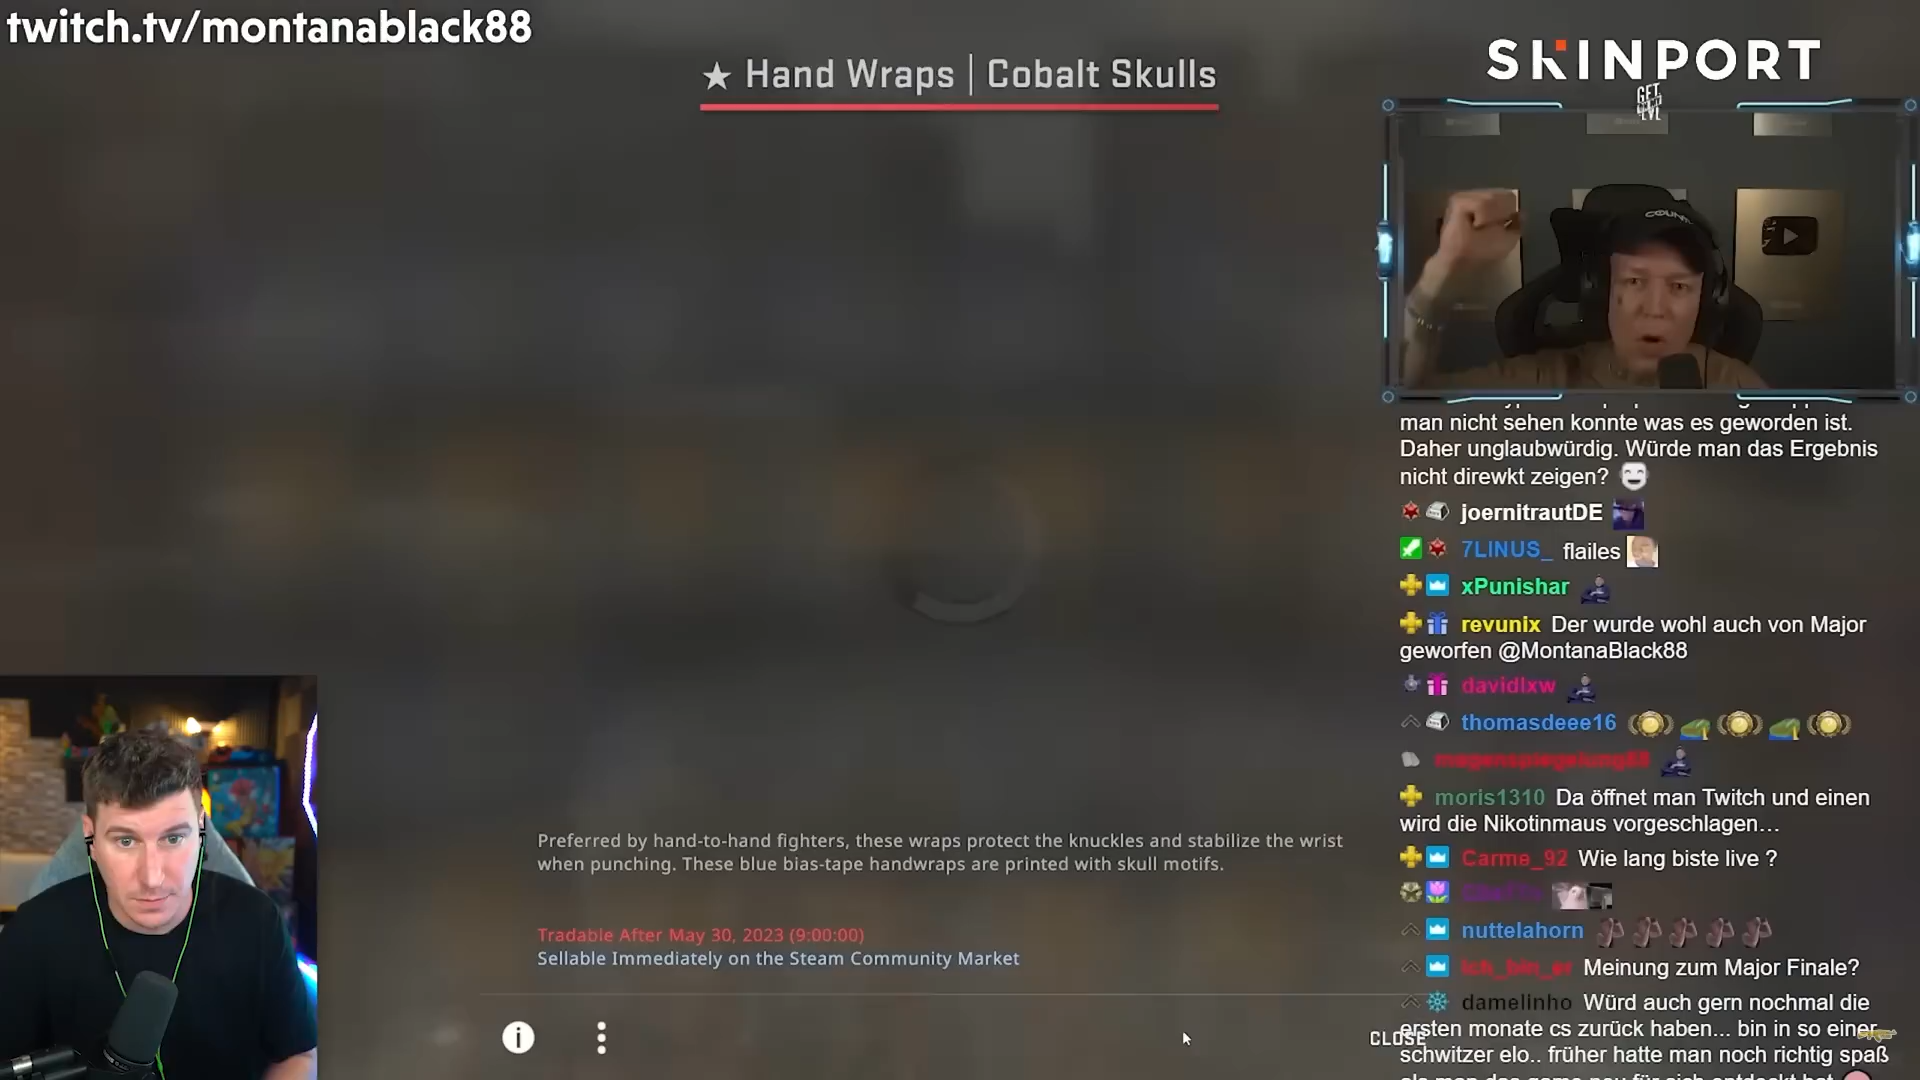 twitch.tv/montanablack88
★ Hand Wraps | Cobalt Skulls
SKINPORT
GET
LVL
man nicht sehen konnte was es geworden ist.
Daher unglaubwürdig. Würde man das Ergebnis
nicht direwkt zeigen?
joernitrautDE
7LINUS_ flailes
xPunishar
revunix Der wurde wohl auch von Major
geworfen @MontanaBlack88
davidlxw
thomasdeee16
magenspiegelung88
moris1310 Da öffnet man Twitch und einen
wird die Nikotinmaus vorgeschlagen…
Carme_92 Wie lang biste live ?
nuttelahorn
Ich_bin_er Meinung zum Major Finale?
damelinho Würd auch gern nochmal die
ersten monate cs zurück haben... bin in so einer
schwitzer elo.. früher hatte man noch richtig spaß
Preferred by hand-to-hand fighters, these wraps protect the knuckles and stabilize the wrist
when punching. These blue bias-tape handwraps are printed with skull motifs.
Tradable After May 30, 2023 (9:00:00)
Sellable Immediately on the Steam Community Market
CLOSE